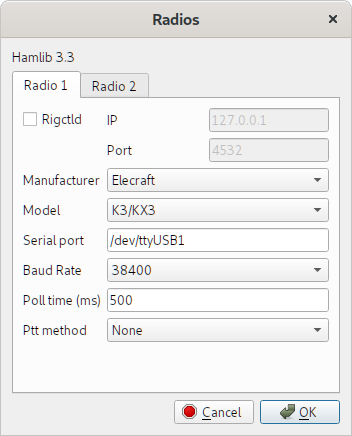 Radios
Hamlib 3.3
Radio 1 Radio 2
Rigctld IP 127.0.0.1
Port 4532
Manufacturer Elecraft
Model K3/KX3
Serial port /dev/ttyUSB1
Baud Rate 38400
Poll time (ms) 500
Ptt method None
Cancel OK